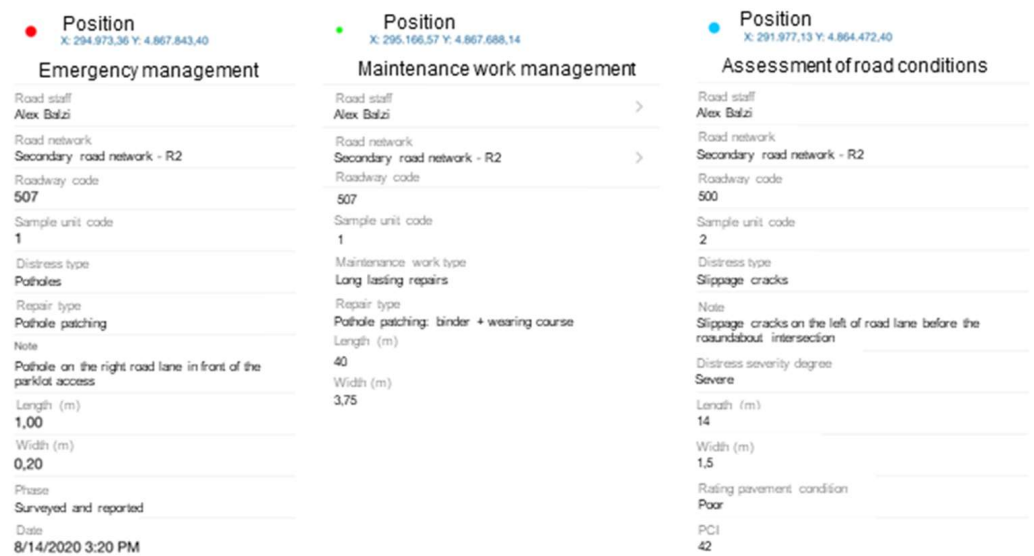 Position
X: 294.973,36 Y: 4.867.843,40
Emergency management
Road staff
Alex Balzi
Road network
Secondary road network - R2
Roadway code
507
Sample unit code
1
Distress type
Potholes
Repair type
Pothole patching
Note
Pothole on the right road lane in front of the
parklot access
Length (m)
1,00
Width (m)
0,20
Phase
Surveyed and reported
Date
8/14/2020 3:20 PM
Position
X: 295.166,57 Y: 4.867.688,14
Maintenance work management
Road staff
Alex Balzi
Road network
Secondary road network - R2
Roadway code
507
Sample unit code
1
Maintenance work type
Long lasting repairs
Repair type
Pothole patching: binder + wearing course
Length (m)
40
Width (m)
3,75
Position
X: 291.977,13 Y: 4.864.472,40
Assessment of road conditions
Road staff
Alex Balzi
Road network
Secondary road network - R2
Roadway code
500
Sample unit code
2
Distress type
Slippage cracks
Note
Slippage cracks on the left of road lane before the
roaundabout intersection
Distress severity degree
Severe
Length (m)
14
Width (m)
1,5
Rating pavement condition
Poor
PCI
42